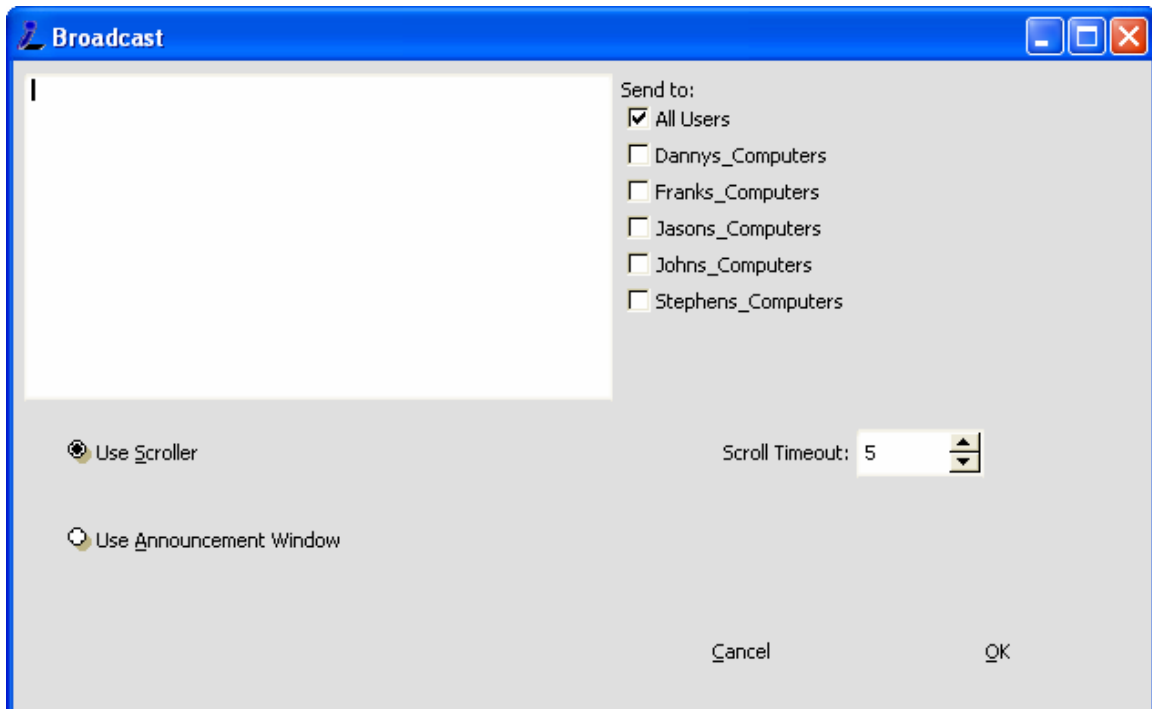 Broadcast
Send to:
All Users
Dannys_Computers
Franks_Computers
Jasons_Computers
Johns_Computers
Stephens_Computers
Use Scroller
Scroll Timeout: 5
Use Announcement Window
Cancel OK